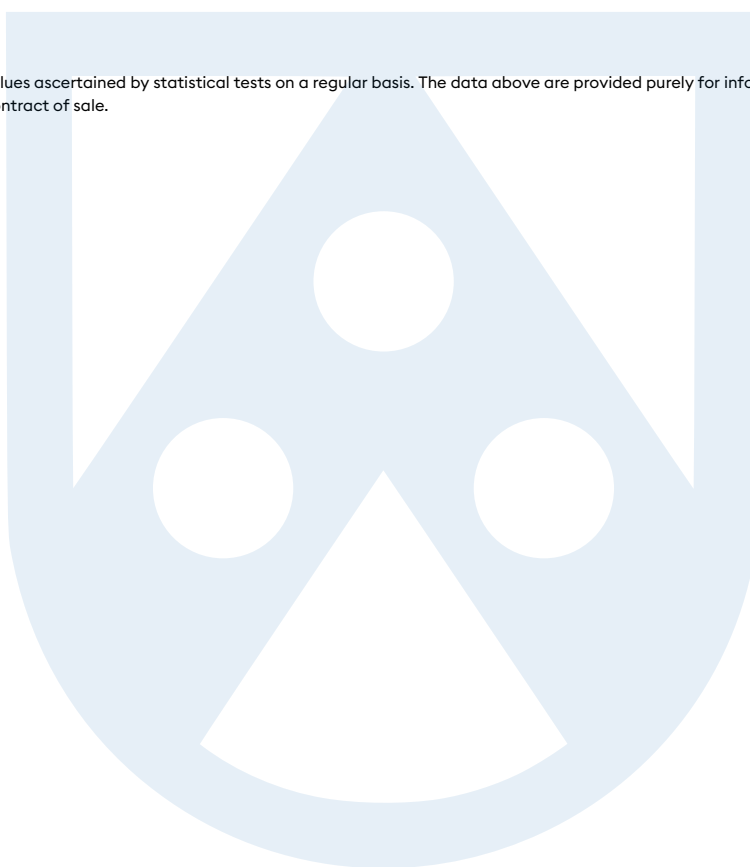 lues ascertained by statistical tests on a regular basis. The data above are provided purely for info
ntract of sale.